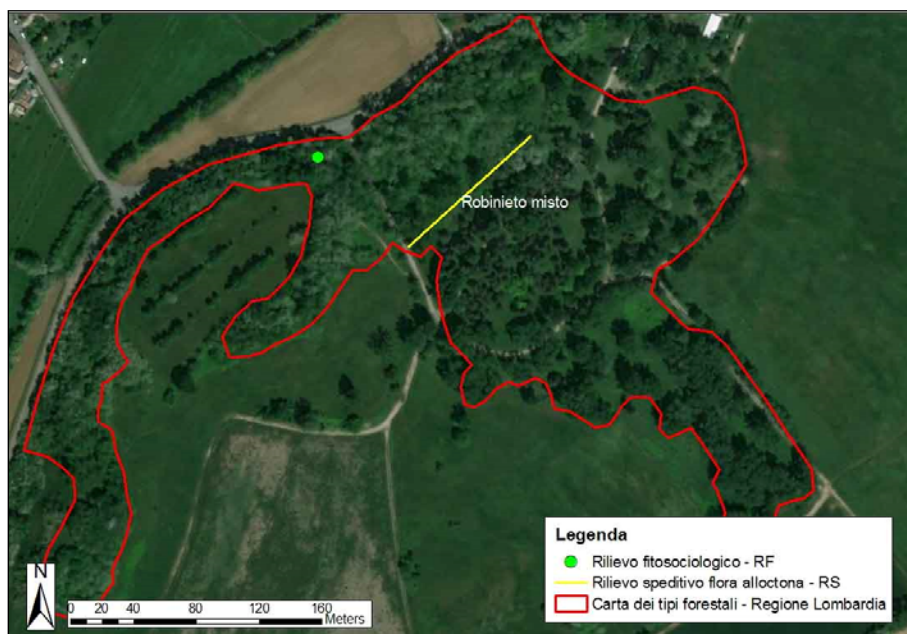 Robinieto misto
Legenda
Rilievo fitosociologico - RF
Rilievo speditivo flora alloctona - RS
Carta dei tipi forestali - Regione Lombardia
N
0 20 40 80 120 160
Meters